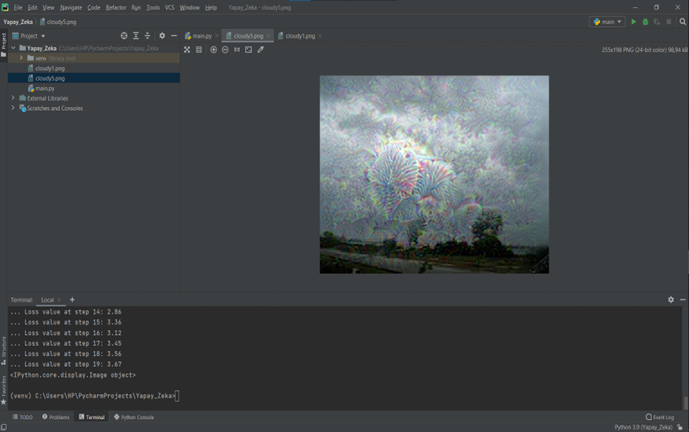 File Edit View Navigate Code Refactor Run Tools VCS Window Help Yapay_Zeka - cloudy5.png
Yapay_Zeka cloudy5.png main
Project
main.py cloudy5.png cloudy1.png
Project
Yapay_Zeka C:\Users\HP\PycharmProjects\Yapay_Zeka
venv library root
cloudy1.png
cloudy5.png
main.py
External Libraries
Scratches and Consoles
255x198 PNG (24-bit color) 98,94 kB
Terminal: Local
... Loss value at step 14: 2.86
... Loss value at step 15: 3.36
... Loss value at step 16: 3.12
... Loss value at step 17: 3.45
... Loss value at step 18: 3.56
... Loss value at step 19: 3.67
<IPython.core.display.Image object>
(venv) C:\Users\HP\PycharmProjects\Yapay_Zeka>
Structure
Favorites
TODO Problems Terminal Python Console Event Log
Python 3.9 (Yapay_Zeka)